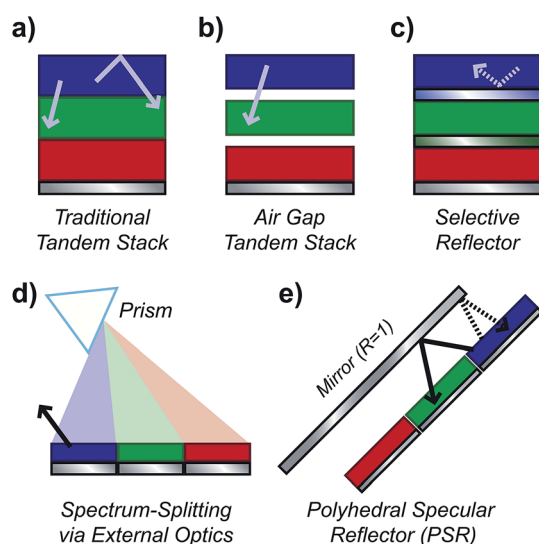 a)
b)
c)
Traditional
Tandem Stack
Air Gap
Tandem Stack
Selective
Reflector
d)
Prism
e)
Mirror (R=1)
Spectrum-Splitting
via External Optics
Polyhedral Specular
Reflector (PSR)